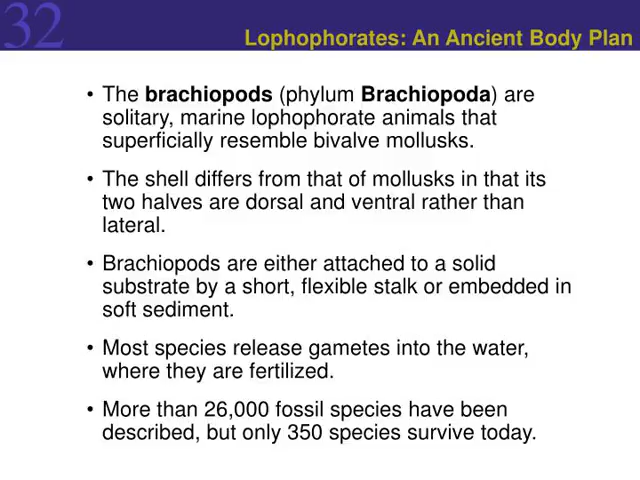 32
Lophophorates: An Ancient Body Plan
• The brachiopods (phylum Brachiopoda) are
solitary, marine lophophorate animals that
superficially resemble bivalve mollusks.
• The shell differs from that of mollusks in that its
two halves are dorsal and ventral rather than
lateral.
• Brachiopods are either attached to a solid
substrate by a short, flexible stalk or embedded in
soft sediment.
• Most species release gametes into the water,
where they are fertilized.
• More than 26,000 fossil species have been
described, but only 350 species survive today.